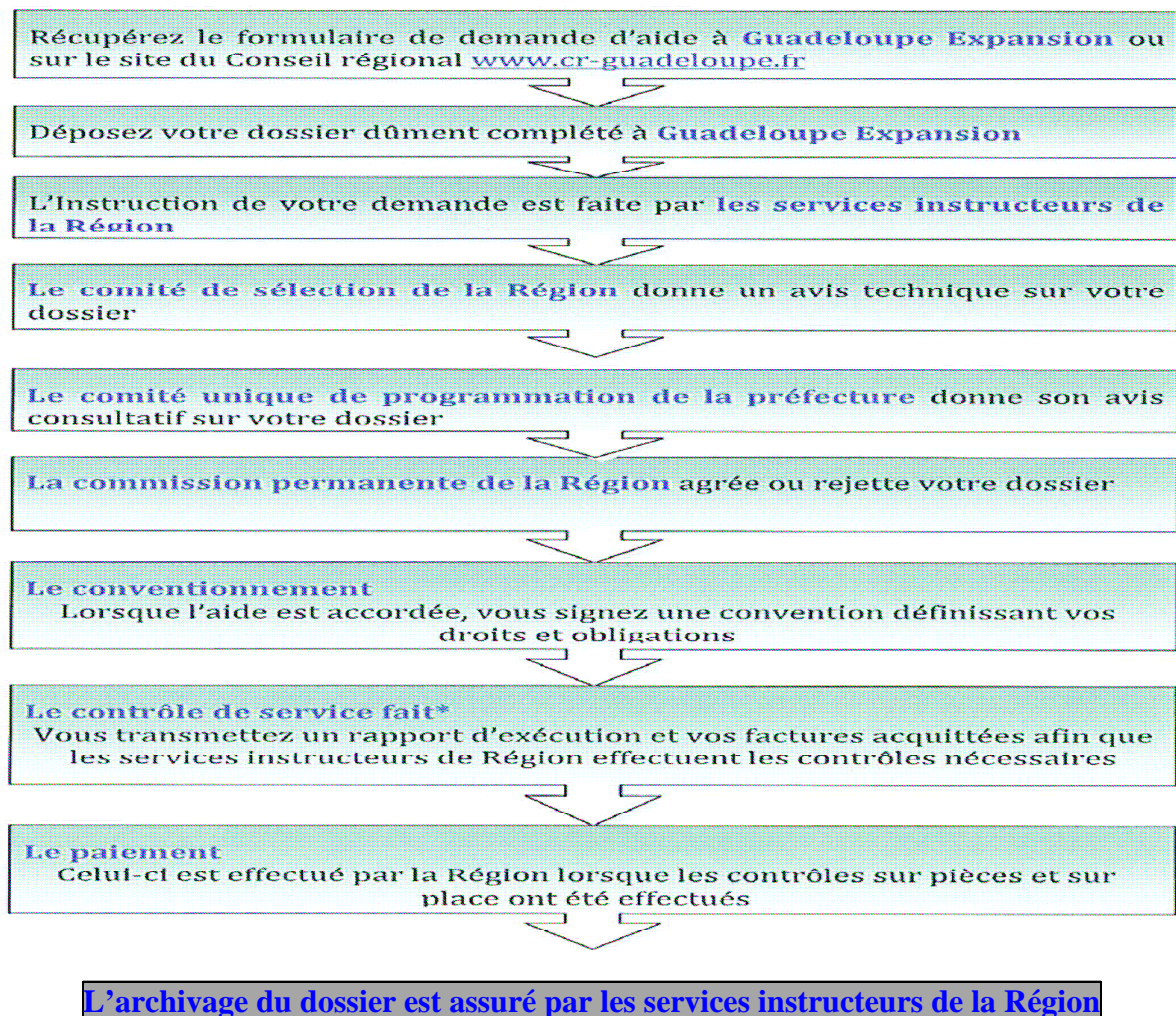 Récupérez le formulaire de demande d'aide à Guadeloupe Expansion ou
sur le site du Conseil régional www.cr-guadeloupe.fr
Déposez votre dossier dûment complété à Guadeloupe Expansion
L'Instruction de votre demande est faite par les services instructeurs de
la Région
Le comité de sélection de la Région donne un avis technique sur votre
dossier
Le comité unique de programmation de la préfecture donne son avis
consultatif sur votre dossier
La commission permanente de la Région agrée ou rejette votre dossier
Le conventionnement
Lorsque l'aide est accordée, vous signez une convention définissant vos
droits et obligations
Le contrôle de service fait*
Vous transmettez un rapport d'exécution et vos factures acquittées afin que
les services instructeurs de Région effectuent les contrôles nécessaires
Le paiement
Celui-ci est effectué par la Région lorsque les contrôles sur pièces et sur
place ont été effectués
L'archivage du dossier est assuré par les services instructeurs de la Région